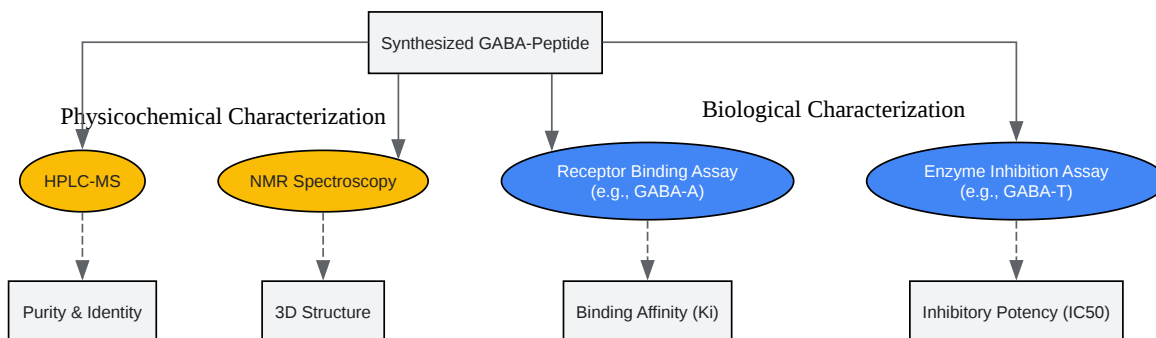 Synthesized GABA-Peptide
Physicochemical Characterization
Biological Characterization
HPLC-MS
NMR Spectroscopy
Receptor Binding Assay
(e.g., GABA-A)
Enzyme Inhibition Assay
(e.g., GABA-T)
Purity & Identity
3D Structure
Binding Affinity (Ki)
Inhibitory Potency (IC50)